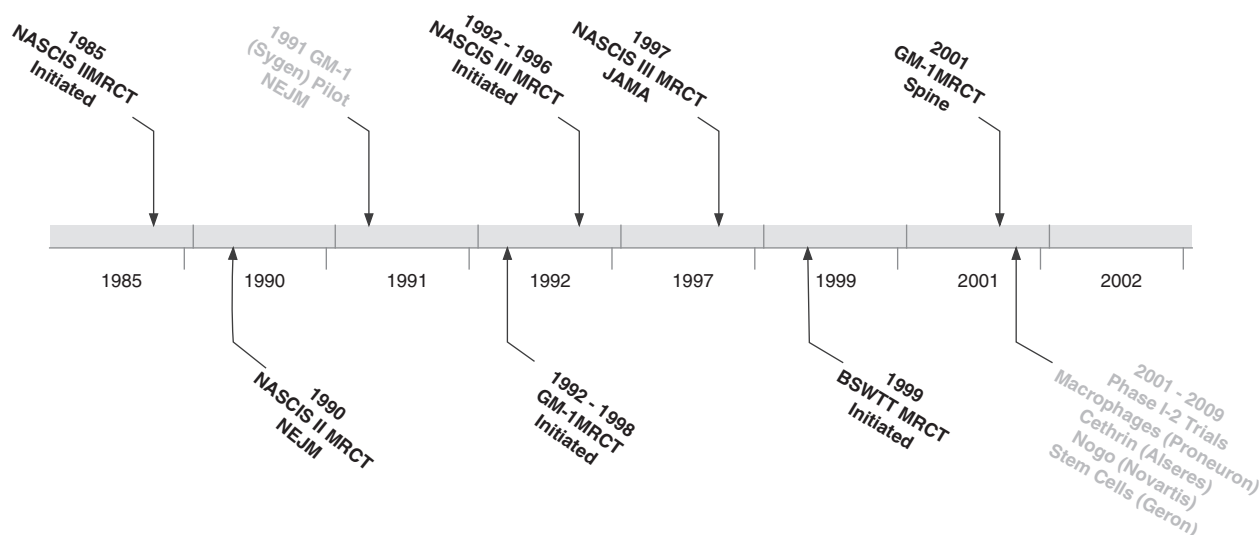 1985
NASCIS IIMRCT
Initiated
1991 GM-1
(Sygen) Pilot
NEJM
1992 - 1996
NASCIS III MRCT
Initiated
1997
NASCIS III MRCT
JAMA
2001
GM-1MRCT
Spine
1985
1990
1991
1992
1997
1999
2001
2002
1990
NASCIS II MRCT
NEJM
1992 - 1998
GM-1MRCT
Initiated
1999
BSWTT MRCT
Initiated
2001 - 2009
Phase I-2 Trials
Macrophages (Proneuron)
Cethrin (Alseres)
Nogo (Novartis)
Stem Cells (Geron)